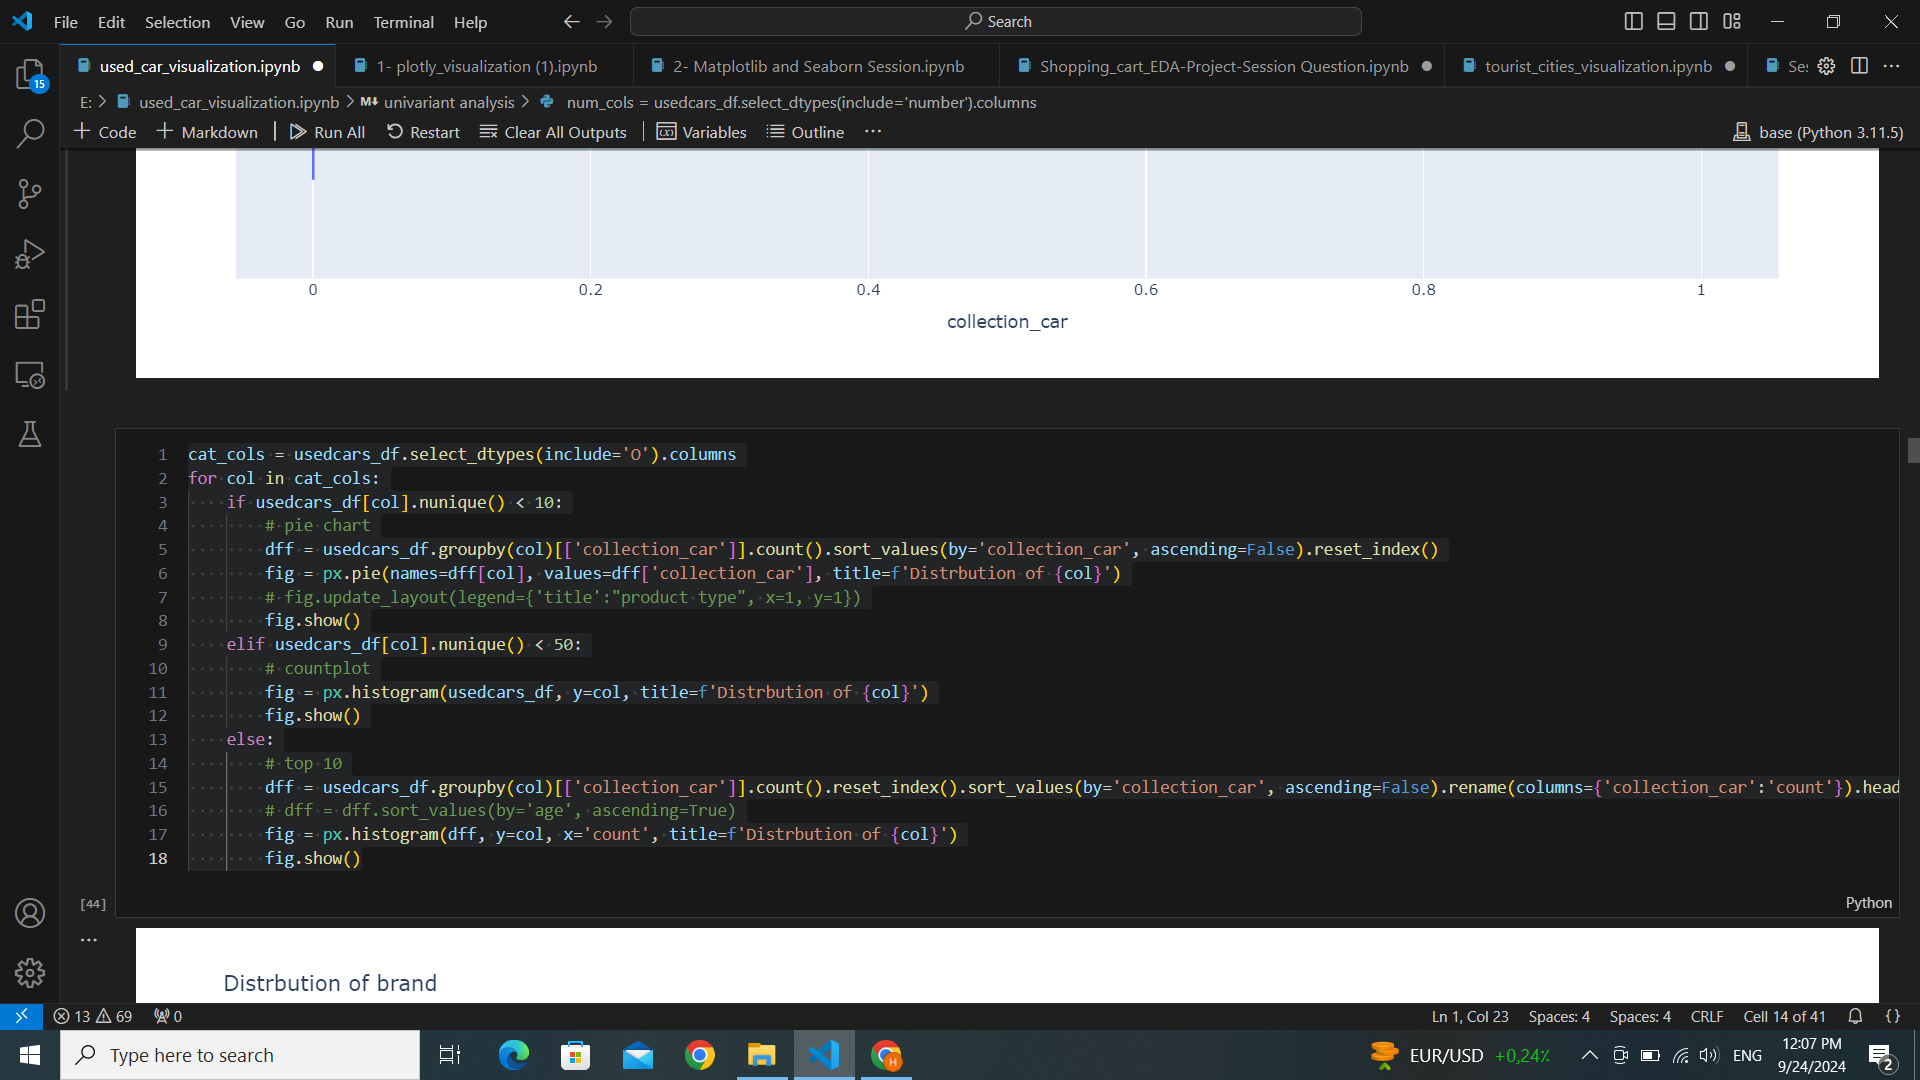 File Edit Selection View Go Run Terminal Help
Search
used_car_visualization.ipynb
1- plotly_visualization (1).ipynb
2- Matplotlib and Seaborn Session.ipynb
Shopping_cart_EDA-Project-Session Question.ipynb
tourist_cities_visualization.ipynb
Ses
15
E: > used_car_visualization.ipynb > M↓ univariant analysis > num_cols = usedcars_df.select_dtypes(include='number').columns
+ Code + Markdown | Run All Restart Clear All Outputs | Variables Outline ···
base (Python 3.11.5)
0 0.2 0.4 0.6 0.8 1
collection_car
1 cat_cols = usedcars_df.select_dtypes(include='O').columns
2 for col in cat_cols:
3     if usedcars_df[col].nunique() < 10:
4         # pie chart
5         dff = usedcars_df.groupby(col)[['collection_car']].count().sort_values(by='collection_car', ascending=False).reset_index()
6         fig = px.pie(names=dff[col], values=dff['collection_car'], title=f'Distrbution of {col}')
7         # fig.update_layout(legend={'title':"product type", x=1, y=1})
8         fig.show()
9     elif usedcars_df[col].nunique() < 50:
10         # countplot
11         fig = px.histogram(usedcars_df, y=col, title=f'Distrbution of {col}')
12         fig.show()
13     else:
14         # top 10
15         dff = usedcars_df.groupby(col)[['collection_car']].count().reset_index().sort_values(by='collection_car', ascending=False).rename(columns={'collection_car':'count'}).head
16         # dff = dff.sort_values(by='age', ascending=True)
17         fig = px.histogram(dff, y=col, x='count', title=f'Distrbution of {col}')
18         fig.show()
[44]
Python
···
Distrbution of brand
13 69 0
Ln 1, Col 23 Spaces: 4 Spaces: 4 CRLF Cell 14 of 41 {}
Type here to search
H
EUR/USD +0,24%
ENG
12:07 PM
9/24/2024
2